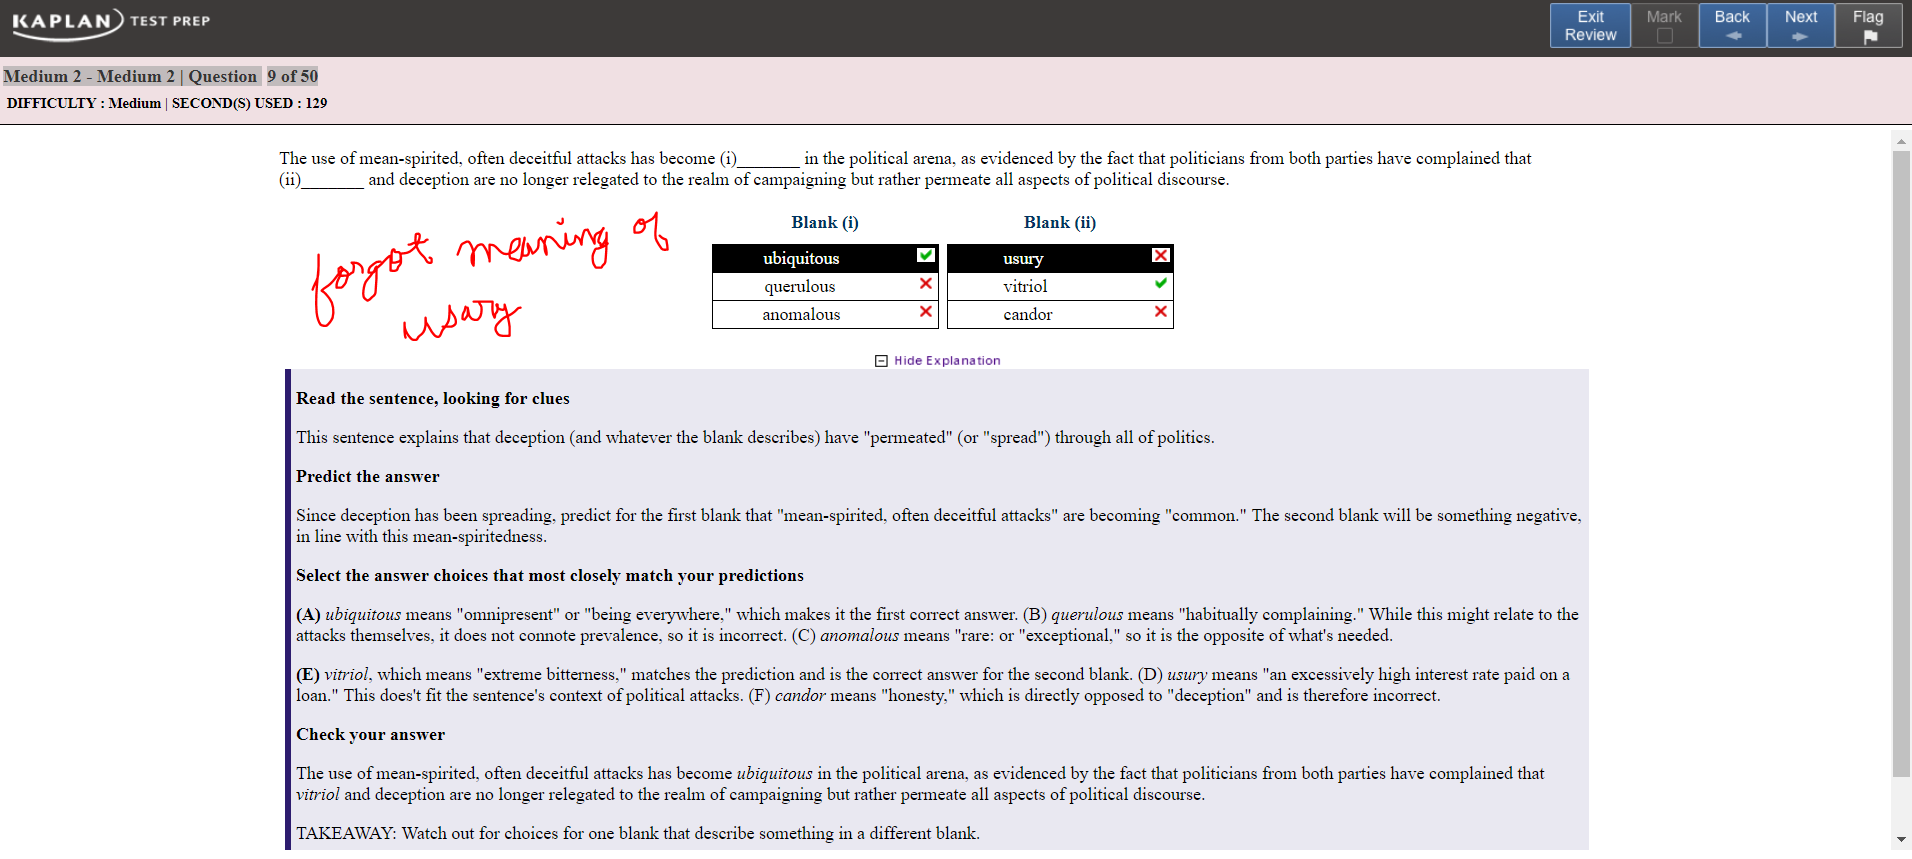 KAPLAN TEST PREP
Exit Review
Mark
Back
Next
Flag
Medium 2 - Medium 2 | Question 9 of 50
DIFFICULTY : Medium | SECOND(S) USED : 129
The use of mean-spirited, often deceitful attacks has become (i)_______ in the political arena, as evidenced by the fact that politicians from both parties have complained that
(ii)_______ and deception are no longer relegated to the realm of campaigning but rather permeate all aspects of political discourse.
forgot meaning of
usary
Blank (i) Blank (ii)
ubiquitous usury
querulous vitriol
anomalous candor
Hide Explanation
Read the sentence, looking for clues
This sentence explains that deception (and whatever the blank describes) have "permeated" (or "spread") through all of politics.
Predict the answer
Since deception has been spreading, predict for the first blank that "mean-spirited, often deceitful attacks" are becoming "common." The second blank will be something negative,
in line with this mean-spiritedness.
Select the answer choices that most closely match your predictions
(A) ubiquitous means "omnipresent" or "being everywhere," which makes it the first correct answer. (B) querulous means "habitually complaining." While this might relate to the
attacks themselves, it does not connote prevalence, so it is incorrect. (C) anomalous means "rare: or "exceptional," so it is the opposite of what's needed.
(E) vitriol, which means "extreme bitterness," matches the prediction and is the correct answer for the second blank. (D) usury means "an excessively high interest rate paid on a
loan." This does't fit the sentence's context of political attacks. (F) candor means "honesty," which is directly opposed to "deception" and is therefore incorrect.
Check your answer
The use of mean-spirited, often deceitful attacks has become ubiquitous in the political arena, as evidenced by the fact that politicians from both parties have complained that
vitriol and deception are no longer relegated to the realm of campaigning but rather permeate all aspects of political discourse.
TAKEAWAY: Watch out for choices for one blank that describe something in a different blank.